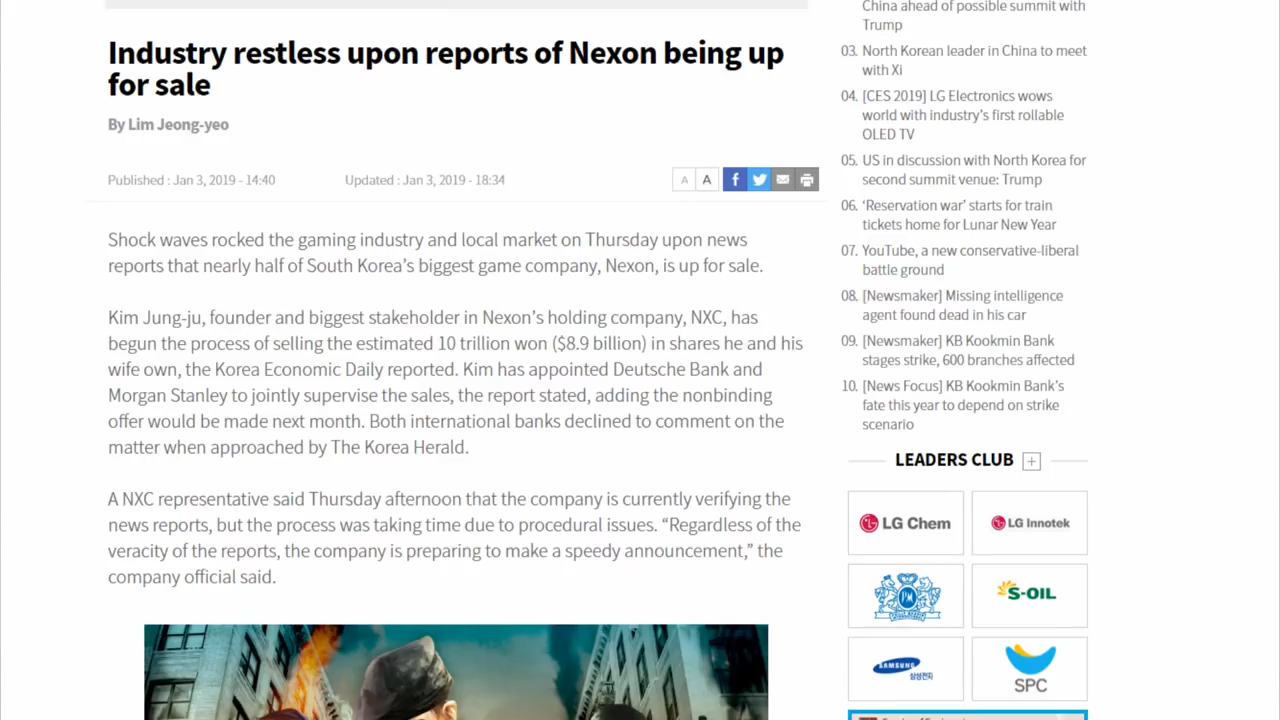 Industry restless upon reports of Nexon being up
for sale
By Lim Jeong-yeo
Published : Jan 3, 2019 - 14:40
Updated : Jan 3, 2019 - 18:34
A A
Shock waves rocked the gaming industry and local market on Thursday upon news
reports that nearly half of South Korea’s biggest game company, Nexon, is up for sale.
Kim Jung-ju, founder and biggest stakeholder in Nexon’s holding company, NXC, has
begun the process of selling the estimated 10 trillion won ($8.9 billion) in shares he and his
wife own, the Korea Economic Daily reported. Kim has appointed Deutsche Bank and
Morgan Stanley to jointly supervise the sales, the report stated, adding the nonbinding
offer would be made next month. Both international banks declined to comment on the
matter when approached by The Korea Herald.
A NXC representative said Thursday afternoon that the company is currently verifying the
news reports, but the process was taking time due to procedural issues. “Regardless of the
veracity of the reports, the company is preparing to make a speedy announcement,” the
company official said.
China ahead of possible summit with
Trump
03. North Korean leader in China to meet
with Xi
04. [CES 2019] LG Electronics wows
world with industry’s first rollable
OLED TV
05. US in discussion with North Korea for
second summit venue: Trump
06. ‘Reservation war’ starts for train
tickets home for Lunar New Year
07. YouTube, a new conservative-liberal
battle ground
08. [Newsmaker] Missing intelligence
agent found dead in his car
09. [Newsmaker] KB Kookmin Bank
stages strike, 600 branches affected
10. [News Focus] KB Kookmin Bank’s
fate this year to depend on strike
scenario
LEADERS CLUB
LG Chem
LG Innotek
S-OIL
SAMSUNG
삼성전자
SPC